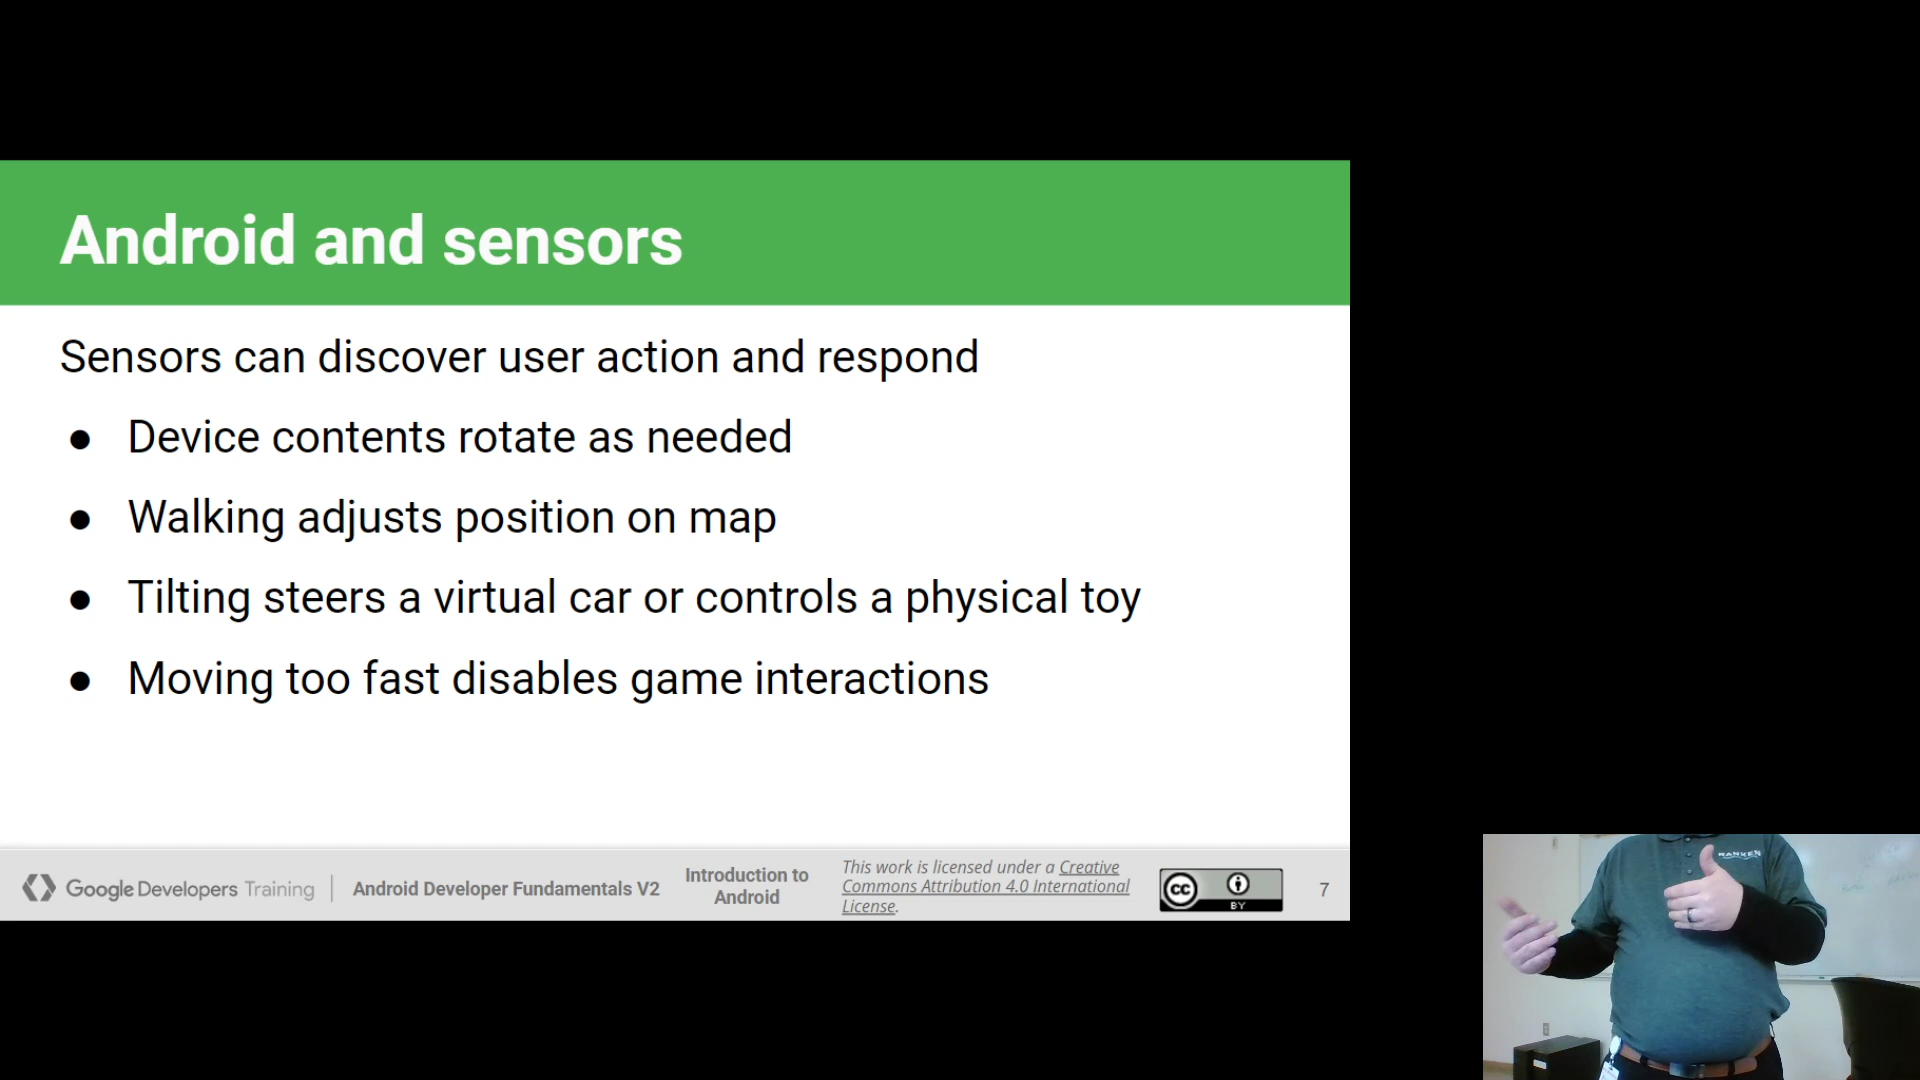 Android and sensors
Sensors can discover user action and respond
● Device contents rotate as needed
● Walking adjusts position on map
● Tilting steers a virtual car or controls a physical toy
● Moving too fast disables game interactions
Google Developers Training
Android Developer Fundamentals V2
Introduction to
Android
This work is licensed under a Creative
Commons Attribution 4.0 International
License.
cc
BY
7
RANKEN